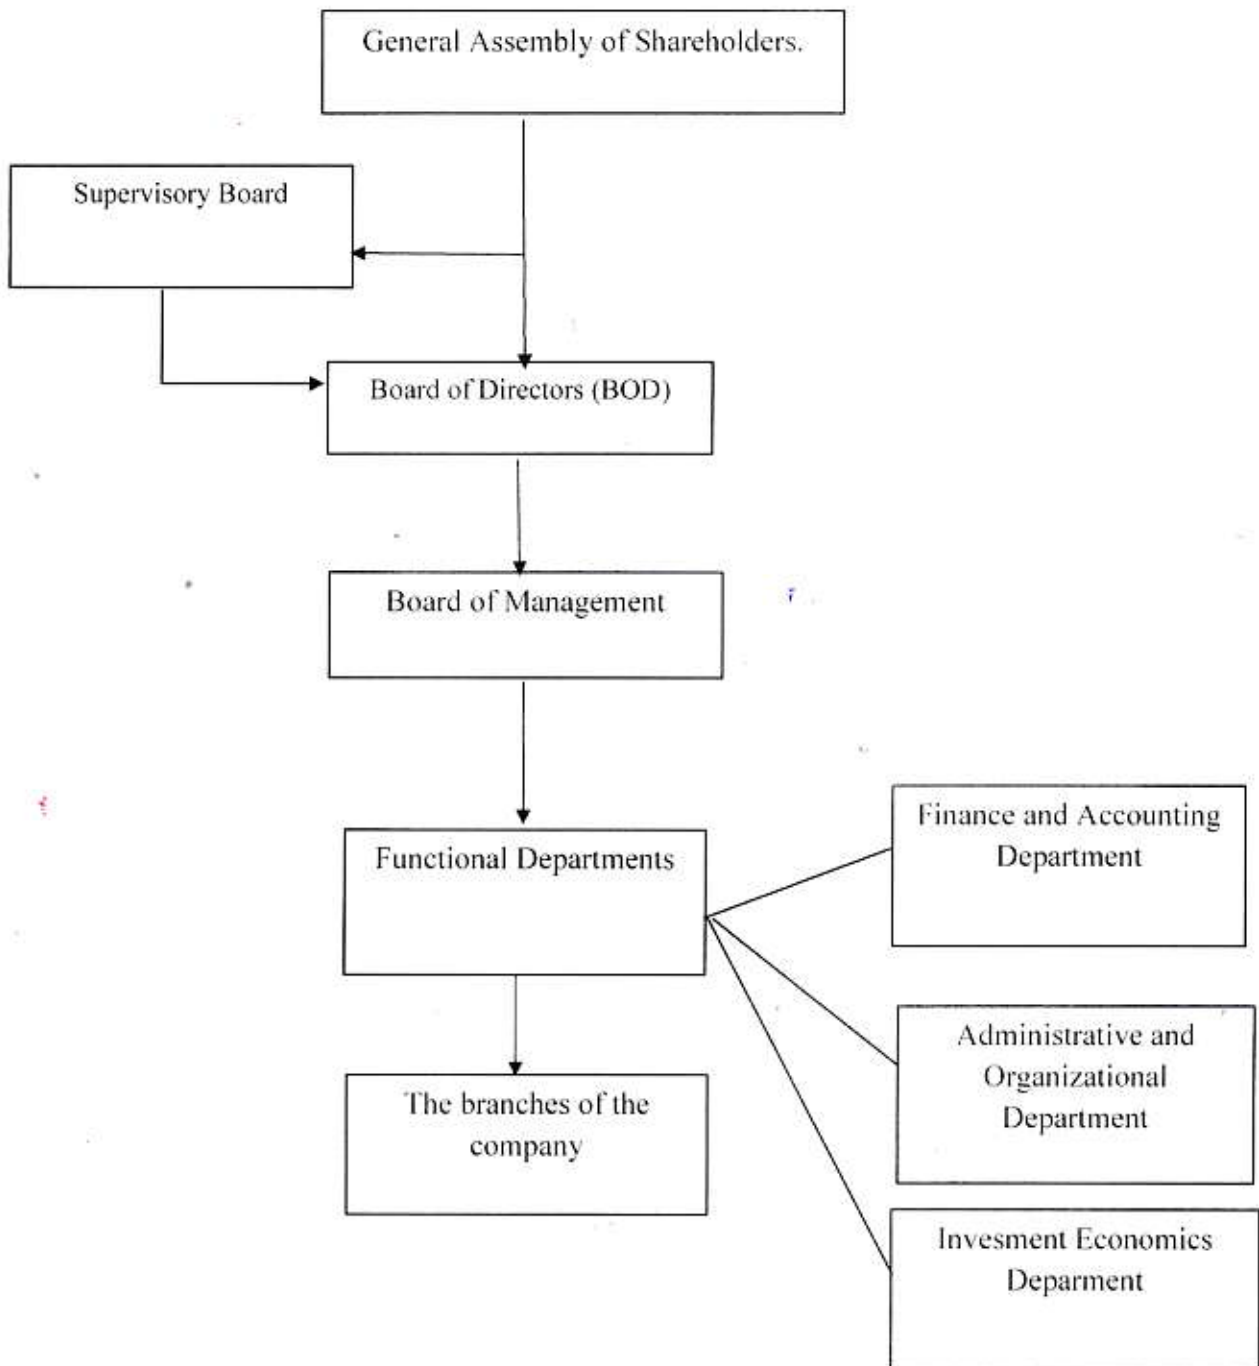 General Assembly of Shareholders.
Supervisory Board
Board of Directors (BOD)
Board of Management
Functional Departments
Finance and Accounting
Department
Administrative and
Organizational
Department
The branches of the
company
Invesment Economics
Deparment